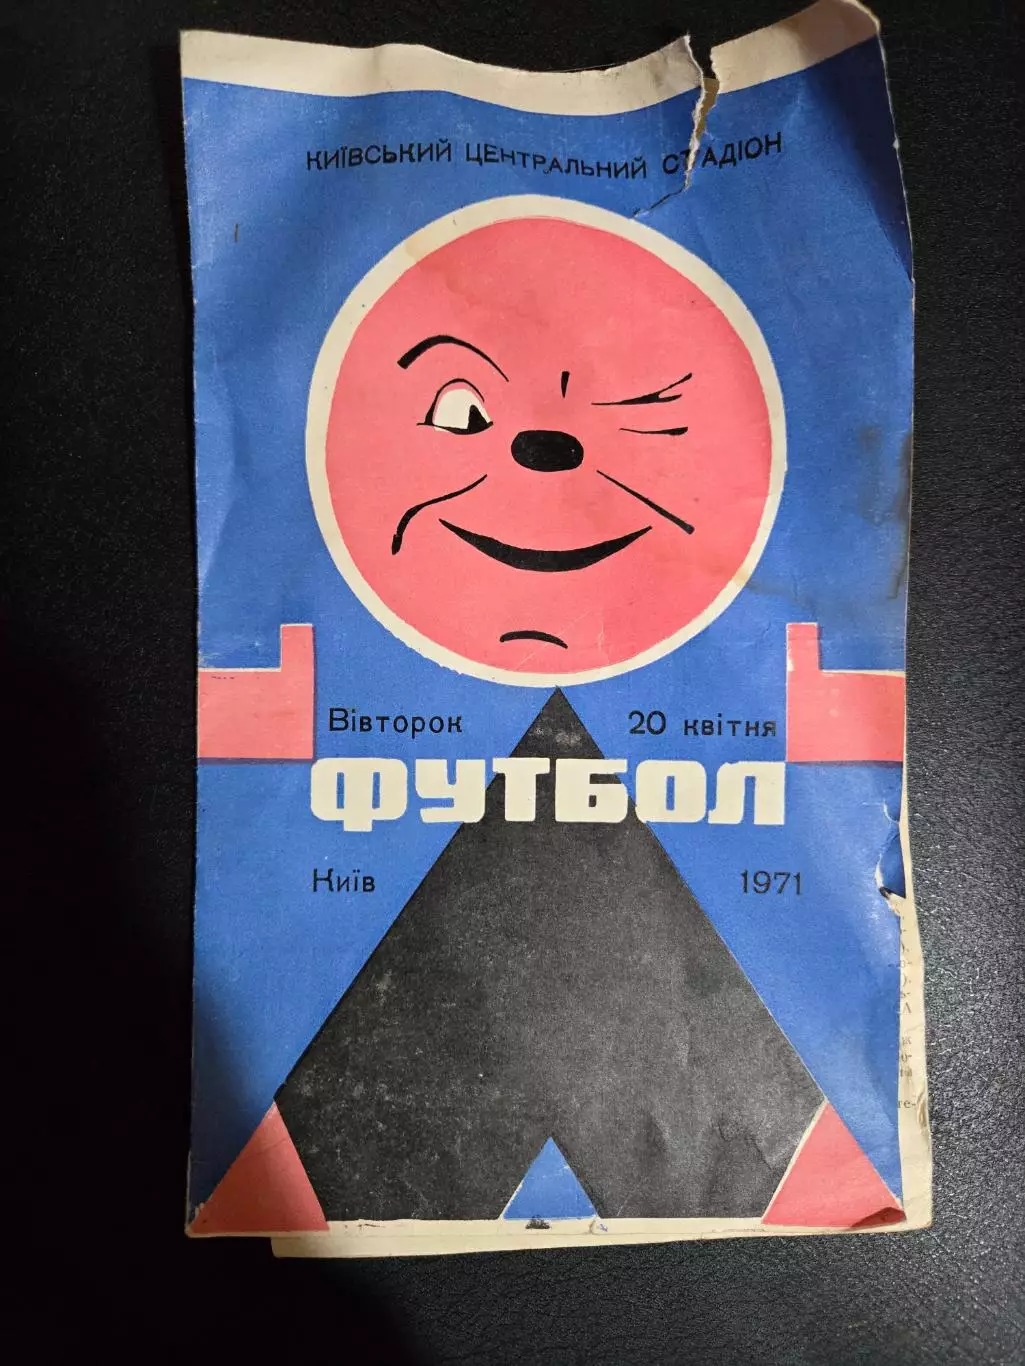 КИЇВСЬКИЙ ЦЕНТРАЛЬНИЙ СТАДІОН
Вівторок 20 квітня
ФУТБОЛ
Київ 1971